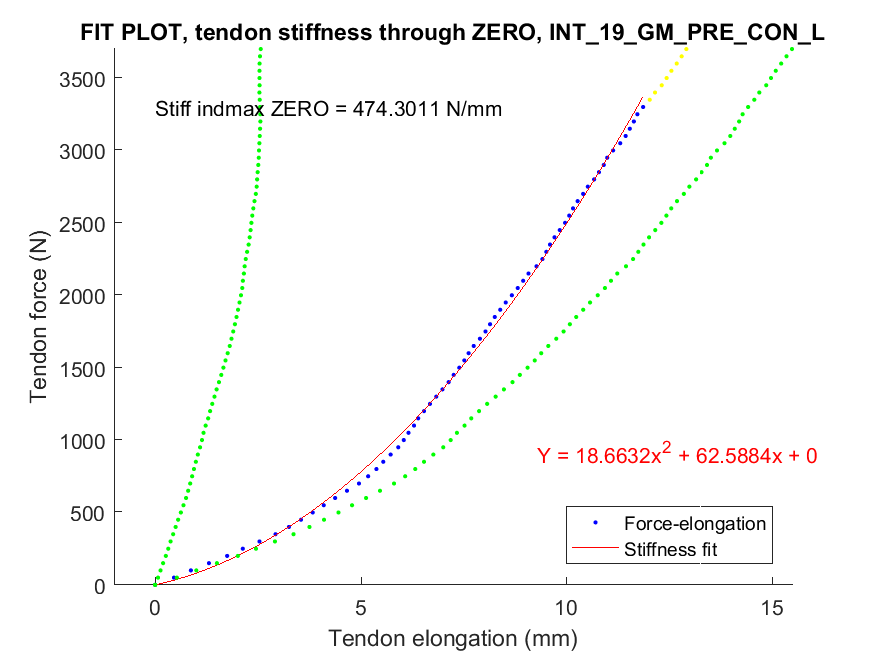 FIT PLOT, tendon stiffness through ZERO, INT_19_GM_PRE_CON_L
3500
Stiff indmax ZERO = 474.3011 N/mm
3000
2500
2000
Tendon force (N)
1500
1000
Y = 18.6632x² + 62.5884x + 0
500
Force-elongation
Stiffness fit
0
0 5 10 15
Tendon elongation (mm)